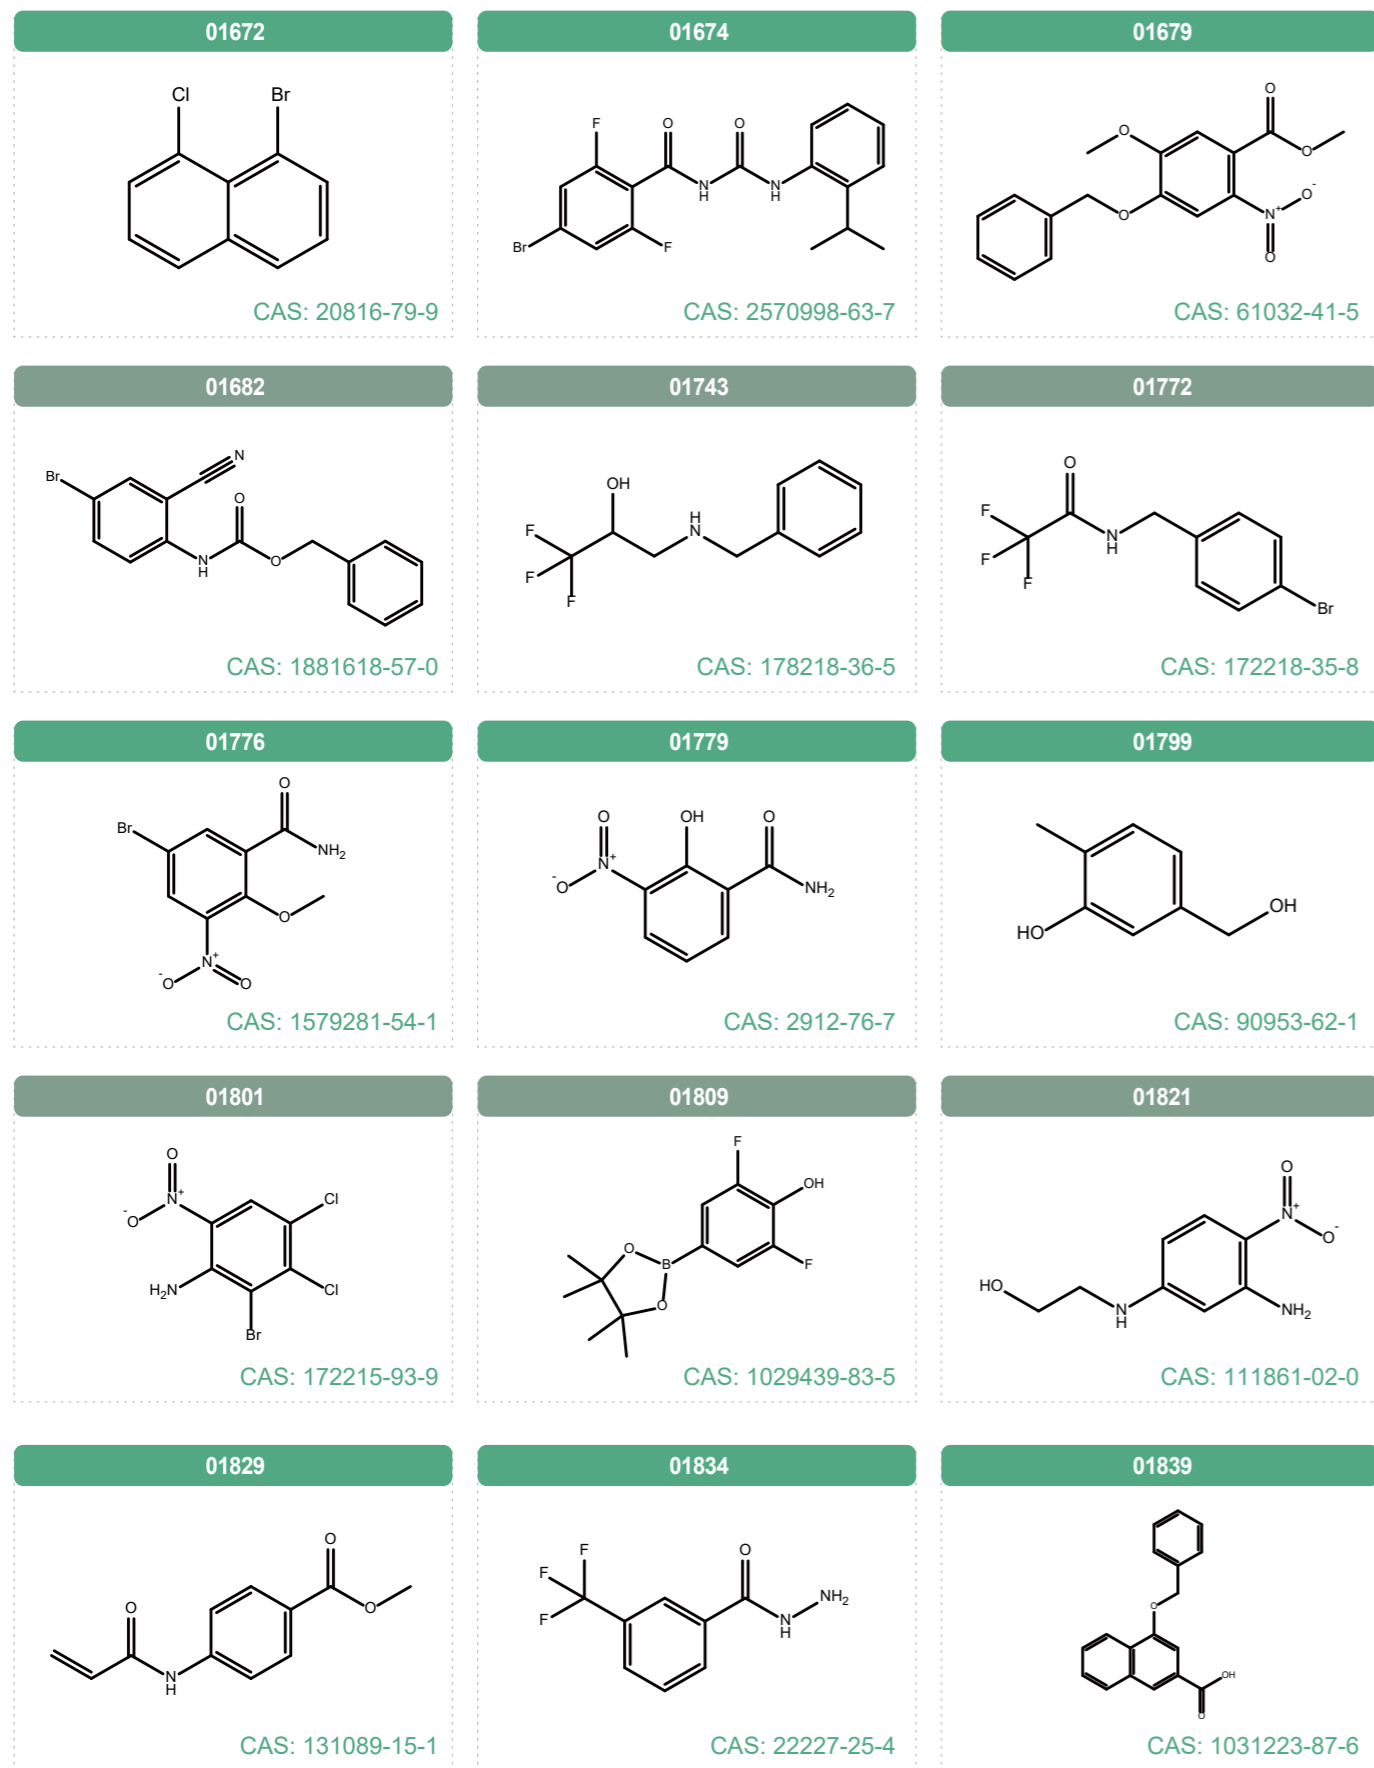 01672
01674
01679
Cl Br
F O O Br F N H N H
O O O O N+ O- O
CAS: 20816-79-9
CAS: 2570998-63-7
CAS: 61032-41-5
01682
01743
01772
Br N O N H O
OH F F F H N
O F F F N H Br
CAS: 1881618-57-0
CAS: 178218-36-5
CAS: 172218-35-8
01776
01779
01799
O Br NH2 O N+ -O O
O OH O N+ -O NH2
HO OH
CAS: 1579281-54-1
CAS: 2912-76-7
CAS: 90953-62-1
01801
01809
01821
O N+ -O Cl Cl H2N Br
F OH O B F O
O N+ O- HO N H NH2
CAS: 172215-93-9
CAS: 1029439-83-5
CAS: 111861-02-0
01829
01834
01839
O O O N H
F F F O NH2 N H
O OH O
CAS: 131089-15-1
CAS: 22227-25-4
CAS: 1031223-87-6